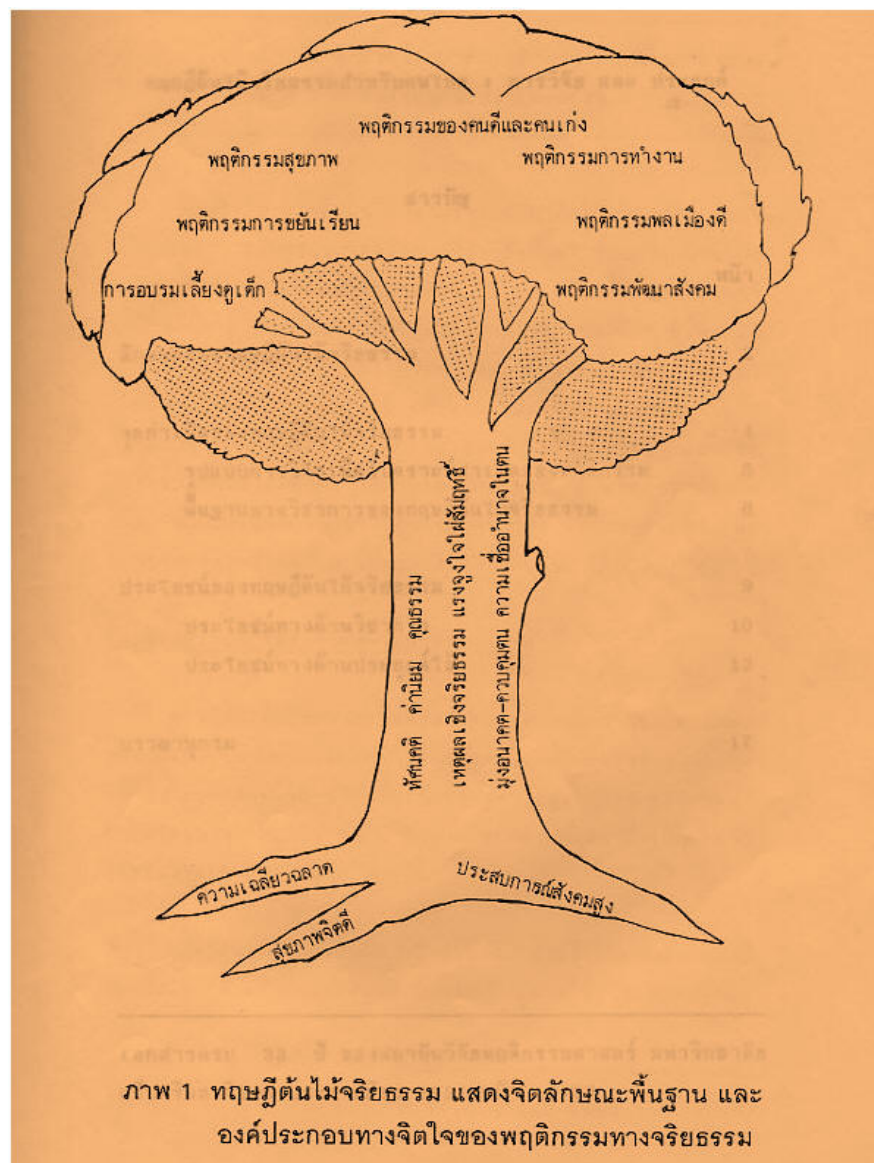 พฤติกรรมของคนดีและคนเก่ง
พฤติกรรมสุขภาพ
พฤติกรรมการทำงาน
พฤติกรรมการขยันเรียน
พฤติกรรมพลเมืองดี
การอบรมเลี้ยงดูเด็ก
พฤติกรรมพัฒนาสังคม
ทัศนคติ ค่านิยม คุณธรรม
เหตุผลเชิงจริยธรรม แรงจูงใจใฝ่สัมฤทธิ์
มุ่งอนาคต-ควบคุมตน ความเชื่ออำนาจในตน
ความเฉลียวฉลาด
ประสบการณ์สังคมสูง
สุขภาพจิตดี
สารบัญ
หน้า
9
10
17
ภาพ 1 ทฤษฎีต้นไม้จริยธรรม แสดงจิตลักษณะพื้นฐาน และ
องค์ประกอบทางจิตใจของพฤติกรรมทางจริยธรรม